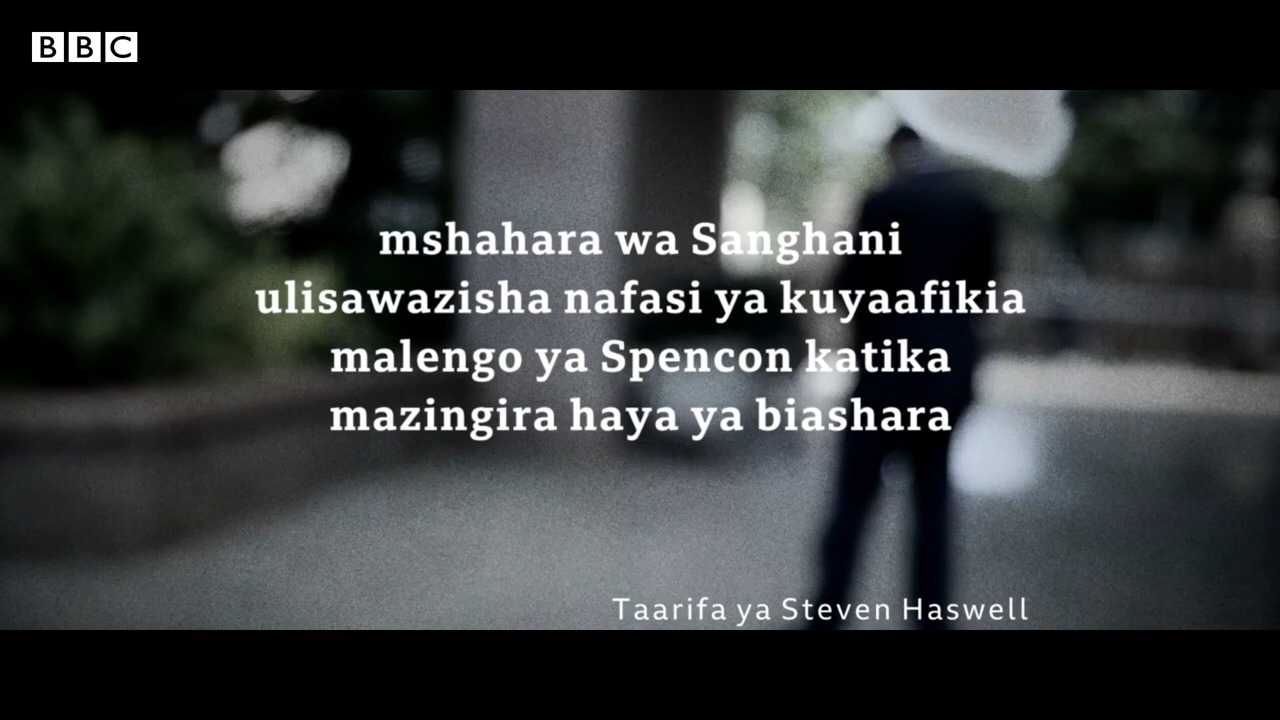 BBC
mshahara wa Sanghani
ulisawazisha nafasi ya kuyaafikia
malengo ya Spencon katika
mazingira haya ya biashara
Taarifa ya Steven Haswell